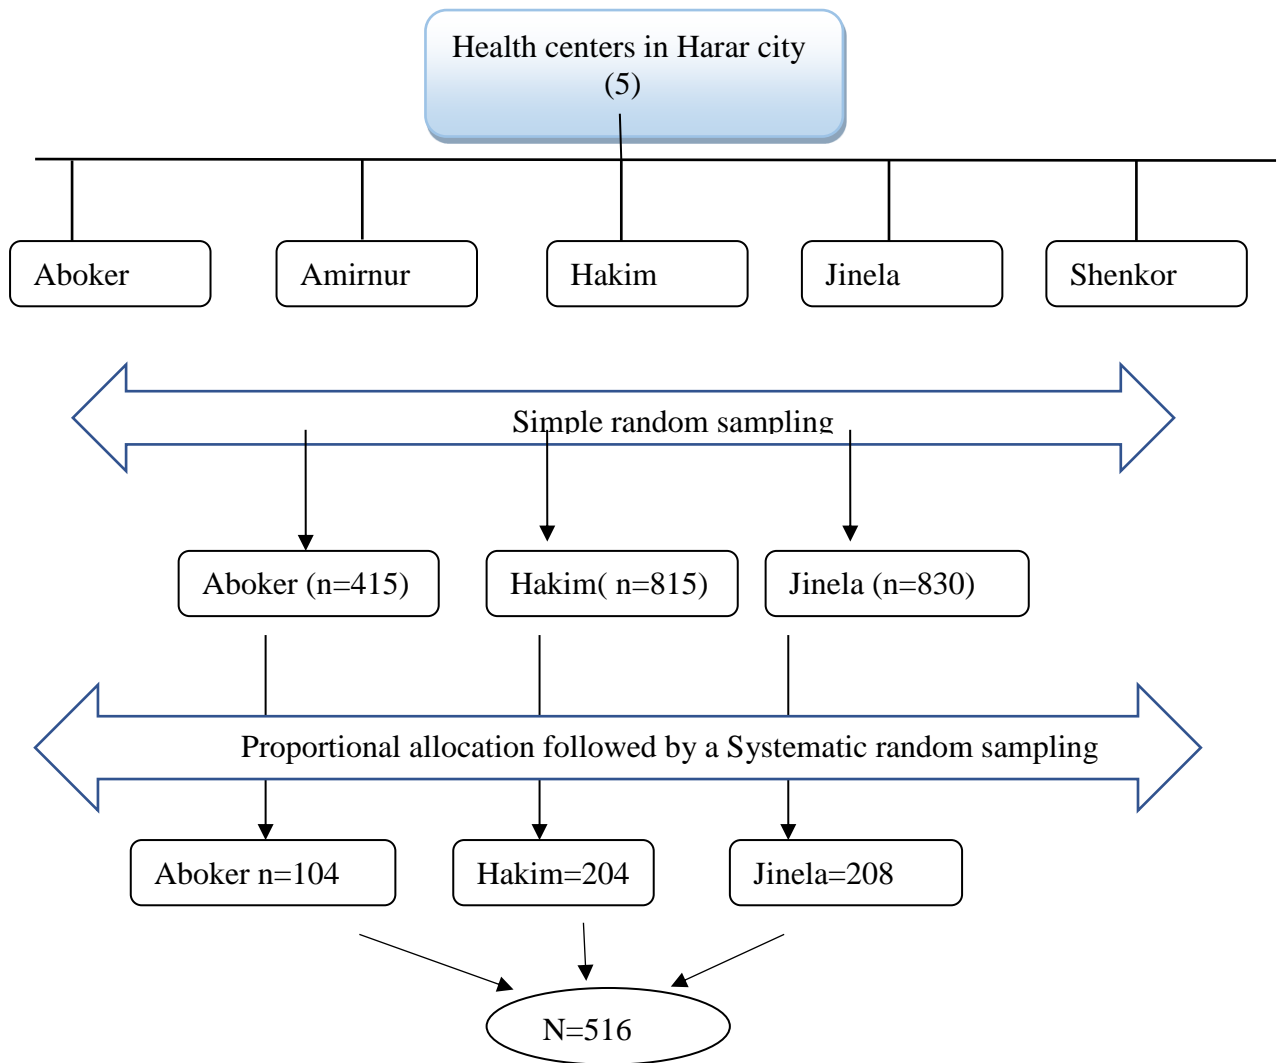 Health centers in Harar city
(5)
Aboker
Amirnur
Hakim
Jinela
Shenkor
Simple random sampling
Aboker (n=415)
Hakim( n=815)
Jinela (n=830)
Proportional allocation followed by a Systematic random sampling
Aboker n=104
Hakim=204
Jinela=208
N=516